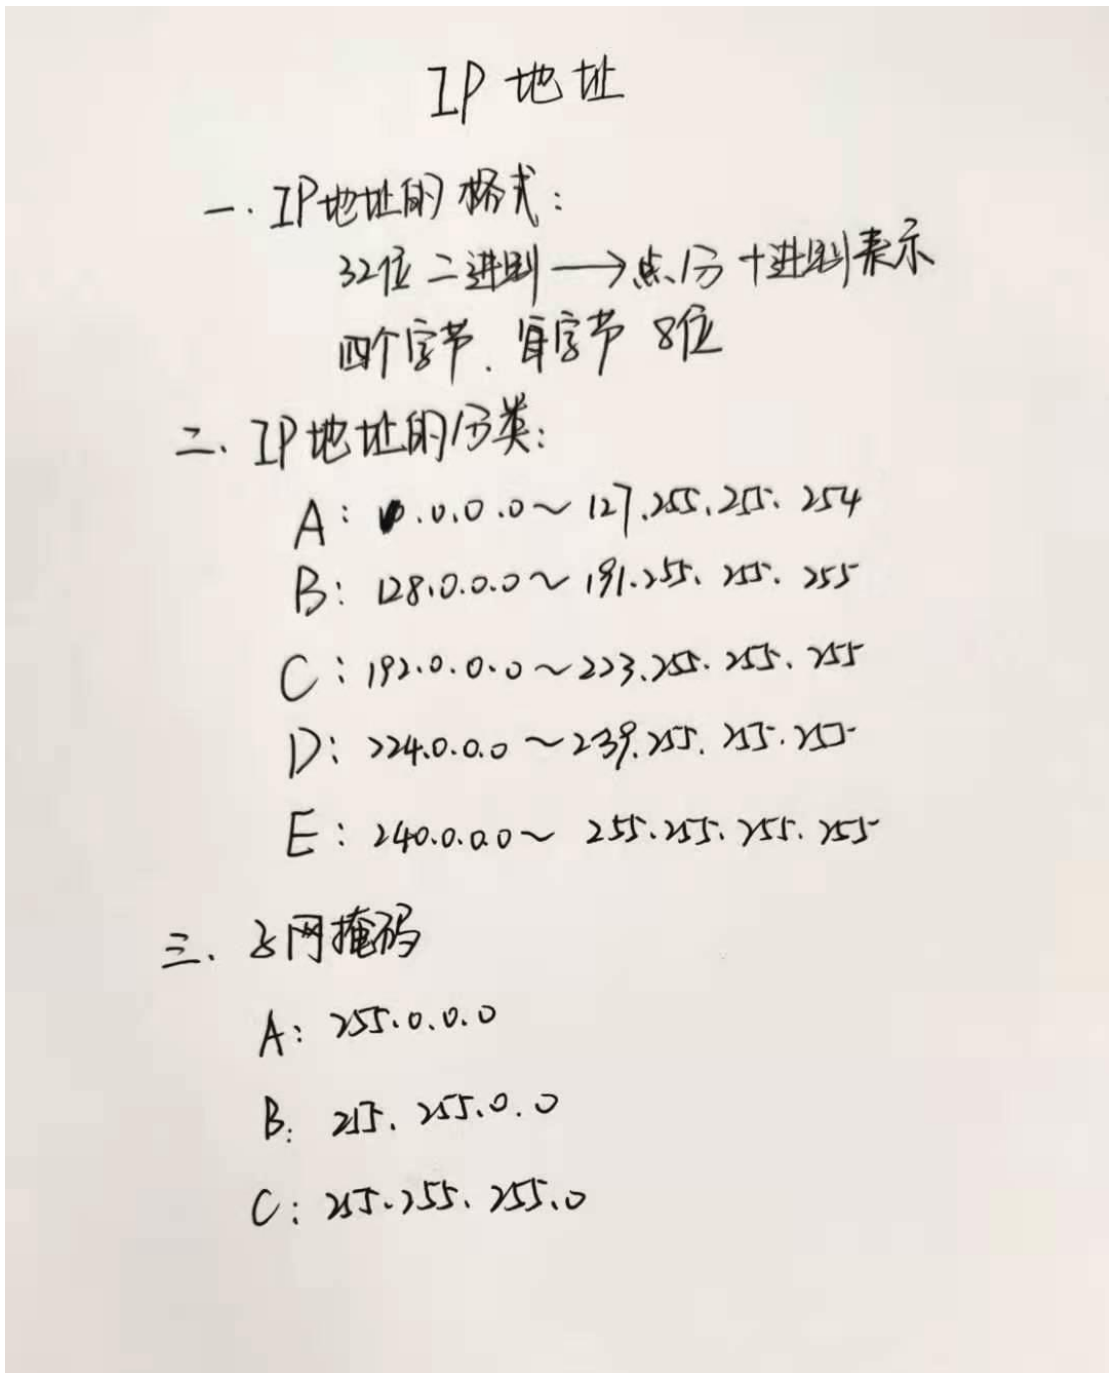 IP地址
一. IP地址的格式:
32位二进制→点分十进制表示
四个字节. 每字节8位
二. IP地址的分类:
A: 0.0.0.0~127.255.255.254
B: 128.0.0.0~191.255.255.255
C: 192.0.0.0~223.255.255.255
D: 224.0.0.0~239.255.255.255
E: 240.0.0.0~255.255.255.255
三. 子网掩码
A: 255.0.0.0
B: 255.255.0.0
C: 255.255.255.0